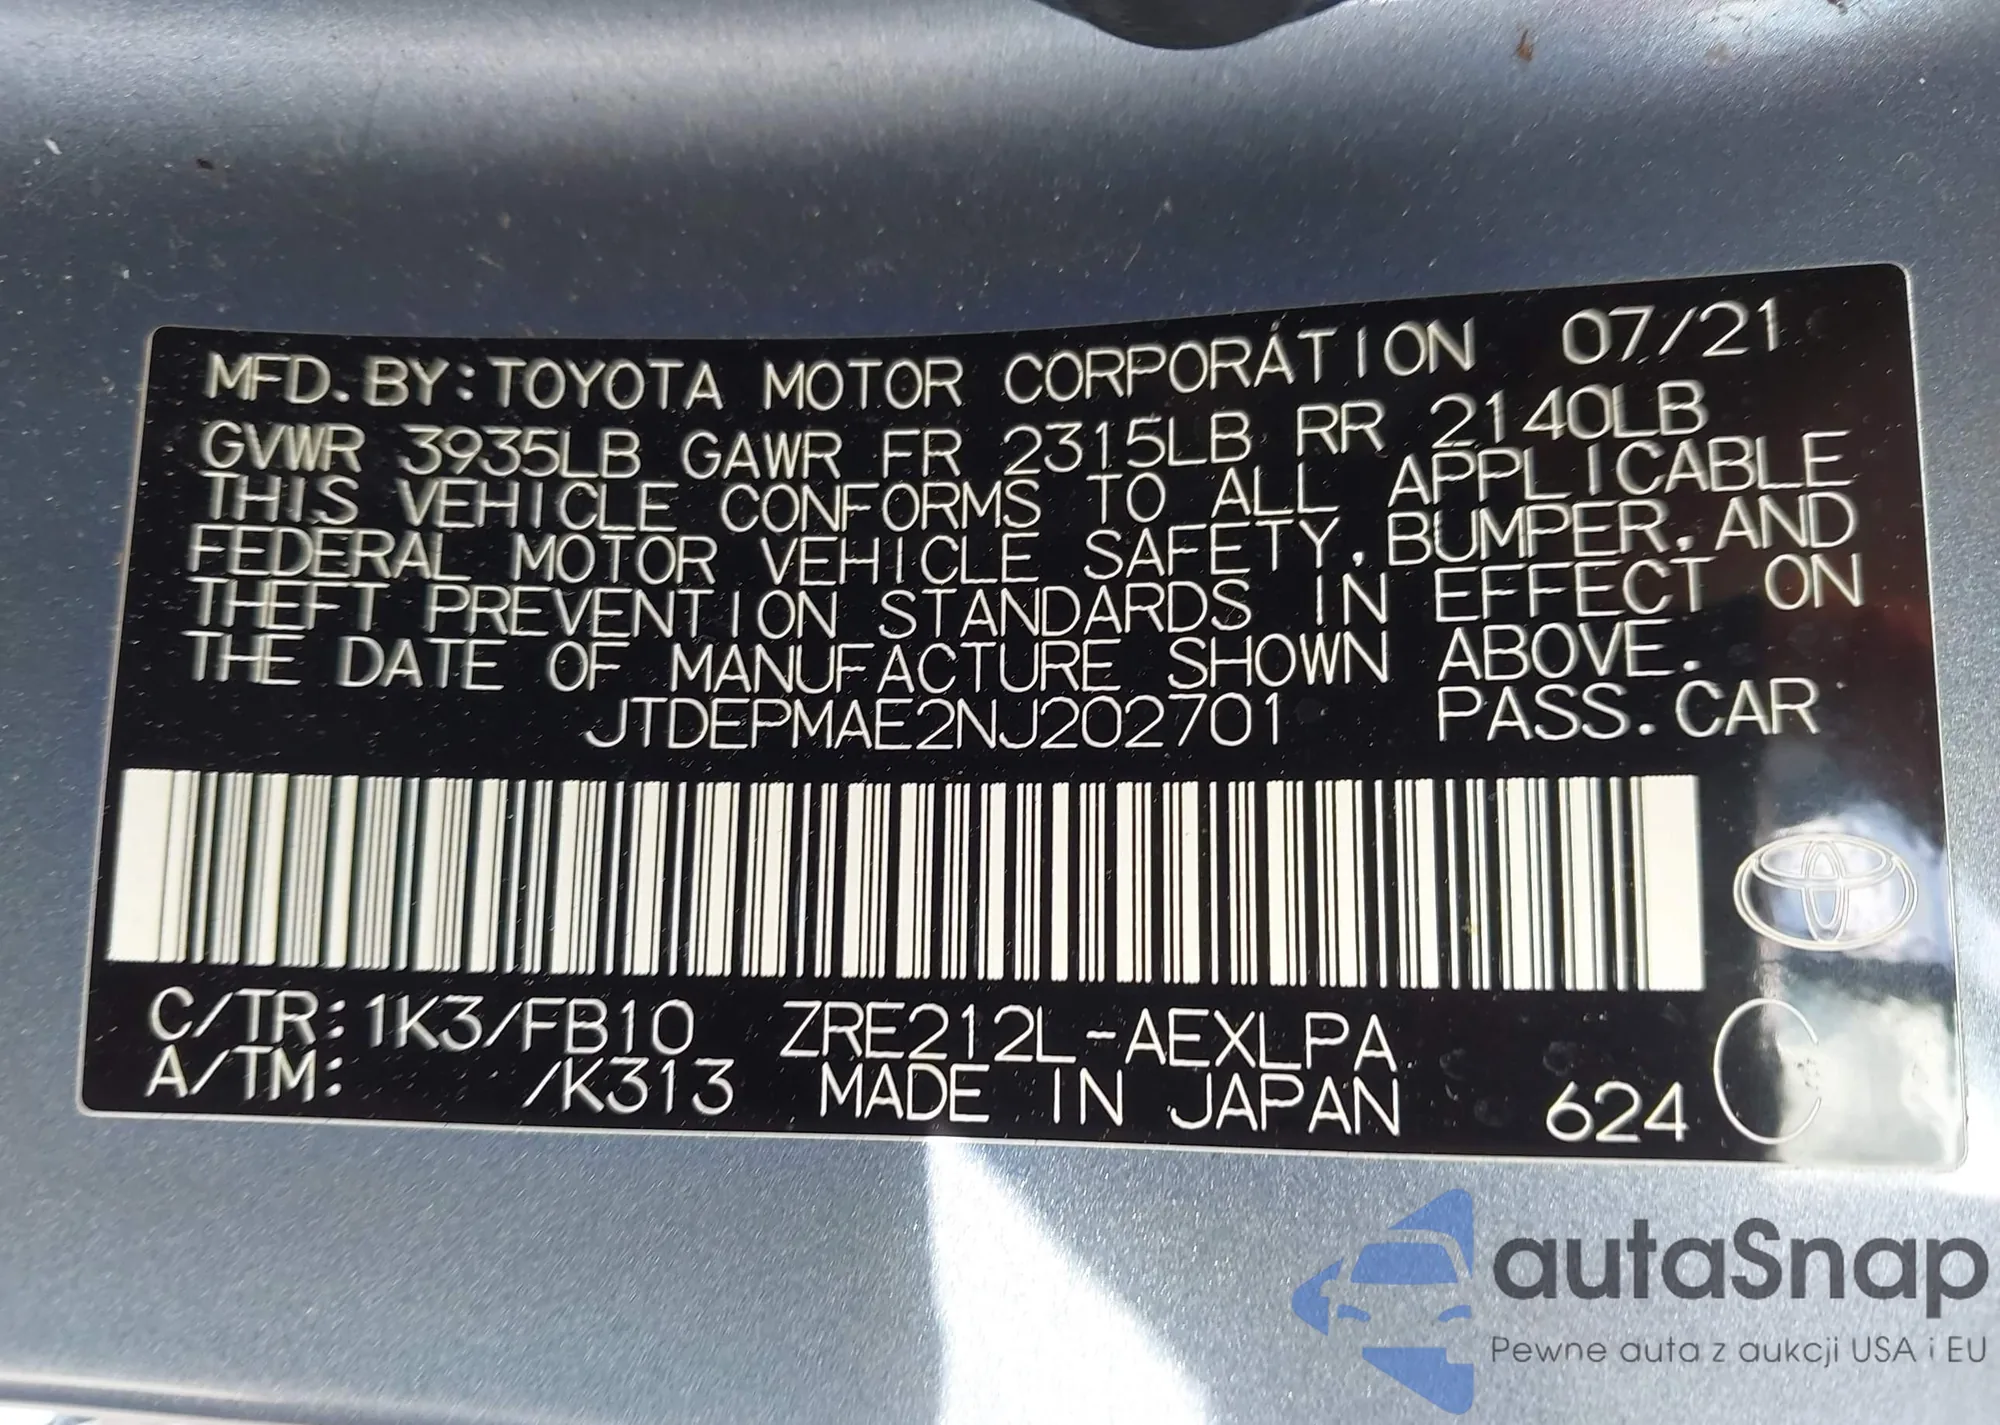 MFD. BY: TOYOTA MOTOR CORPORATION 07/21
GVWR 3935LB GAWR FR 2315LB RR 2140LB
THIS VEHICLE CONFORMS TO ALL APPLICABLE
FEDERAL MOTOR VEHICLE SAFETY, BUMPER, AND
THEFT PREVENTION STANDARDS IN EFFECT ON
THE DATE OF MANUFACTURE SHOWN ABOVE.
JTDEPMAE2NJ202701 PASS. CAR
C/TR: 1K3/FB10 ZRE212L-AEXLPA
A/TM: /K313 MADE IN JAPAN 624 C
autaSnap
Pewne auta z aukcji USA i EU